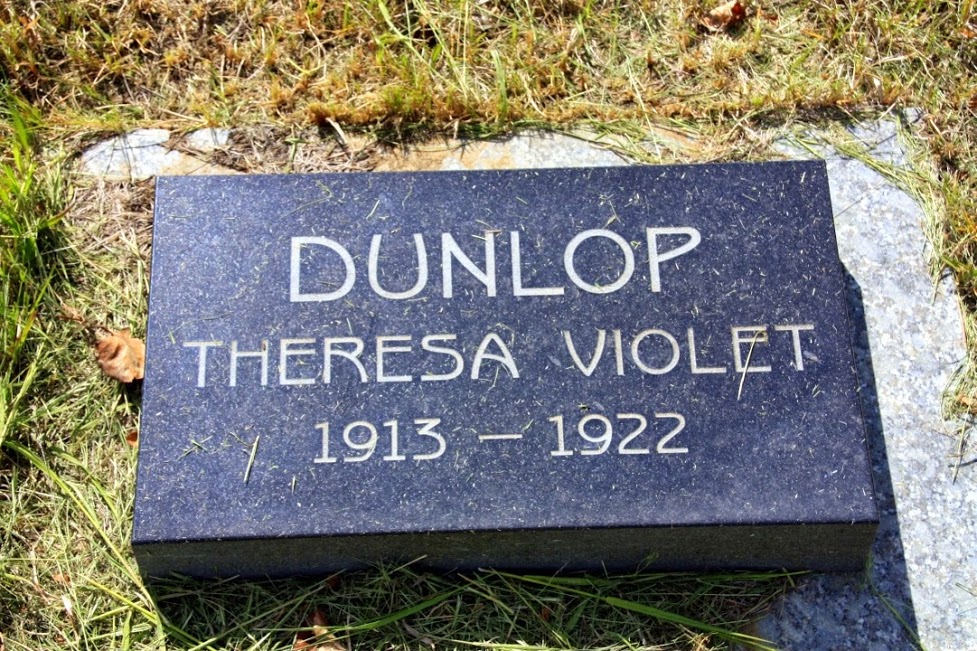 DUNLOP
THERESA VIOLET
1913 — 1922